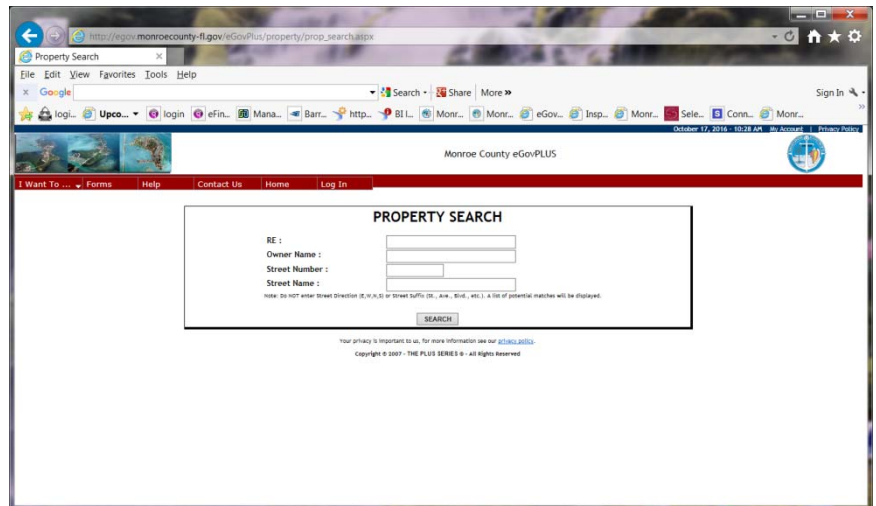 http://egov.monroecounty-fl.gov/eGovPlus/property/prop_search.aspx
Property Search ×
File Edit View Favorites Tools Help
x Google Search Share More » Sign In
logi... Upco... login eFin... Mana... Barr... http... BI I... Monr... Monr... eGov... Insp... Monr... Sele... Conn... Monr... »
October 17, 2016 - 10:28 AM My Account | Privacy Policy
Monroe County eGovPLUS
I Want To ... Forms Help Contact Us Home Log In
PROPERTY SEARCH
RE :
Owner Name :
Street Number :
Street Name :
Note: Do NOT enter Street Direction (E,W,N,S) or Street Suffix (St., Ave., Blvd., etc.). A list of potential matches will be displayed.
SEARCH
Your privacy is important to us, for more information see our privacy policy.
Copyright © 2007 - THE PLUS SERIES ® - All Rights Reserved